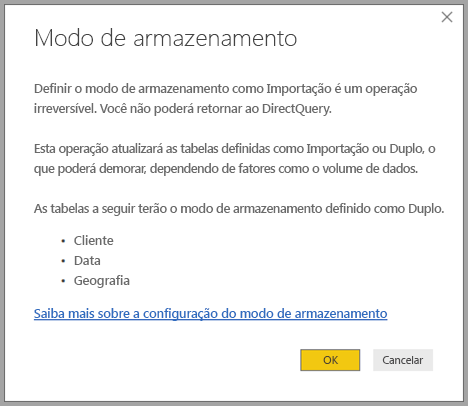 Modo de armazenamento
Definir o modo de armazenamento como Importação é um operação
irreversível. Você não poderá retornar ao DirectQuery.
Esta operação atualizará as tabelas definidas como Importação ou Duplo, o
que poderá demorar, dependendo de fatores como o volume de dados.
As tabelas a seguir terão o modo de armazenamento definido como Duplo.
• Cliente
• Data
• Geografia
Saiba mais sobre a configuração do modo de armazenamento
OK Cancelar